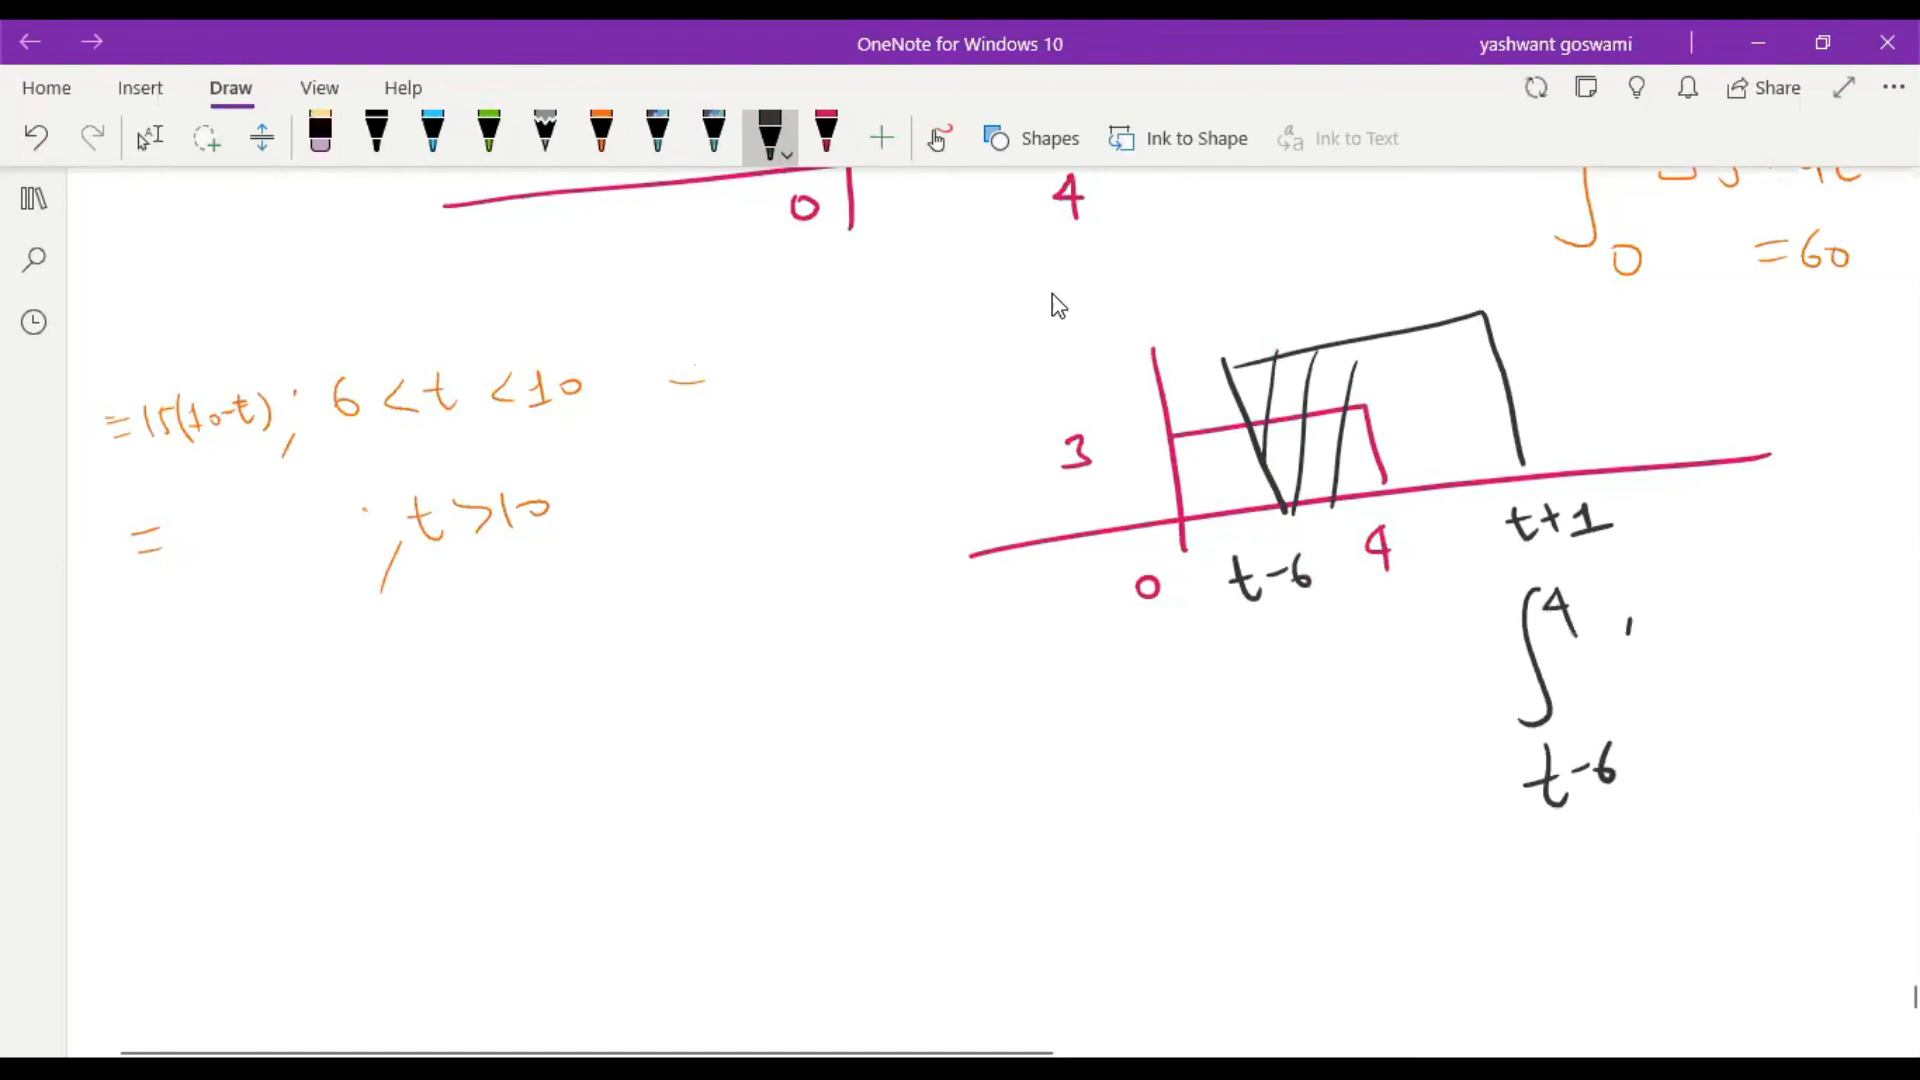 OneNote for Windows 10
yashwant goswami
Home Insert Draw View Help
Share
Shapes Ink to Shape Ink to Text
0 4
0
=60
=15(10-t); 6<t<10
= ; t>10
3
0 t-6 4 t+1
∫ 4
t-6